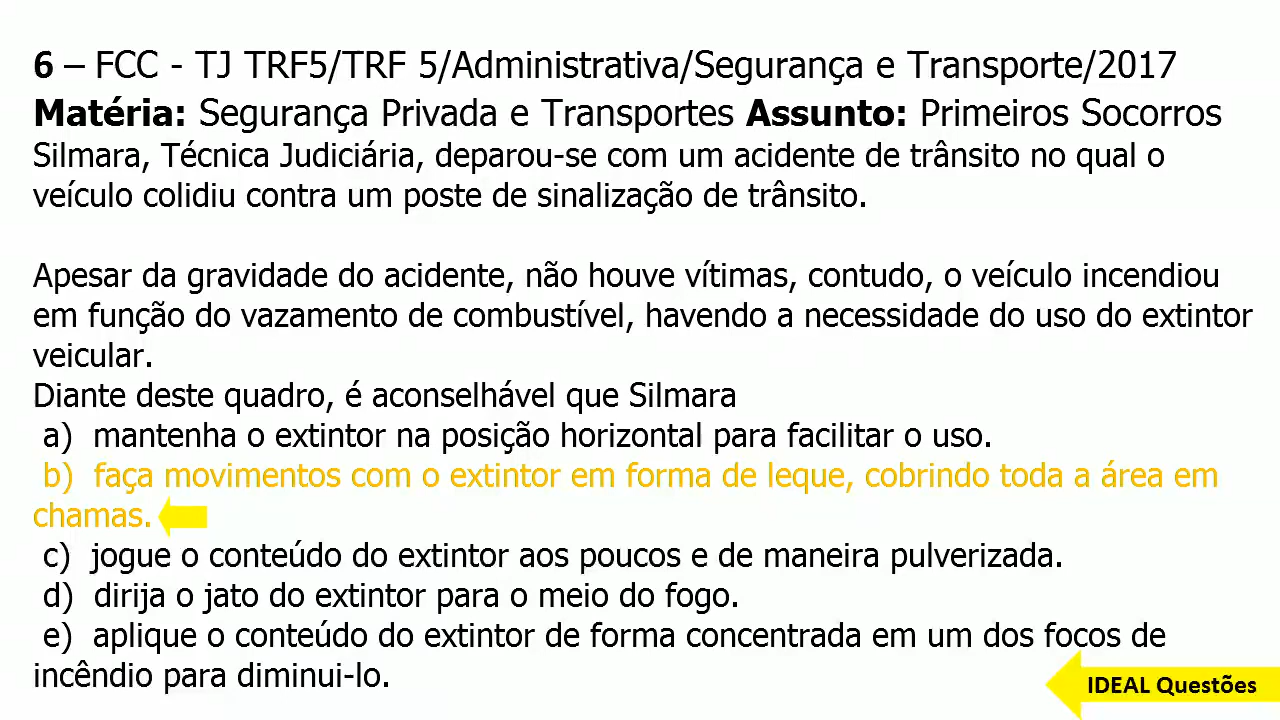 6 – FCC - TJ TRF5/TRF 5/Administrativa/Segurança e Transporte/2017
Matéria: Segurança Privada e Transportes Assunto: Primeiros Socorros
Silmara, Técnica Judiciária, deparou-se com um acidente de trânsito no qual o
veículo colidiu contra um poste de sinalização de trânsito.
Apesar da gravidade do acidente, não houve vítimas, contudo, o veículo incendiou
em função do vazamento de combustível, havendo a necessidade do uso do extintor
veicular.
Diante deste quadro, é aconselhável que Silmara
a) mantenha o extintor na posição horizontal para facilitar o uso.
b) faça movimentos com o extintor em forma de leque, cobrindo toda a área em
chamas.
c) jogue o conteúdo do extintor aos poucos e de maneira pulverizada.
d) dirija o jato do extintor para o meio do fogo.
e) aplique o conteúdo do extintor de forma concentrada em um dos focos de
incêndio para diminui-lo.
IDEAL Questões